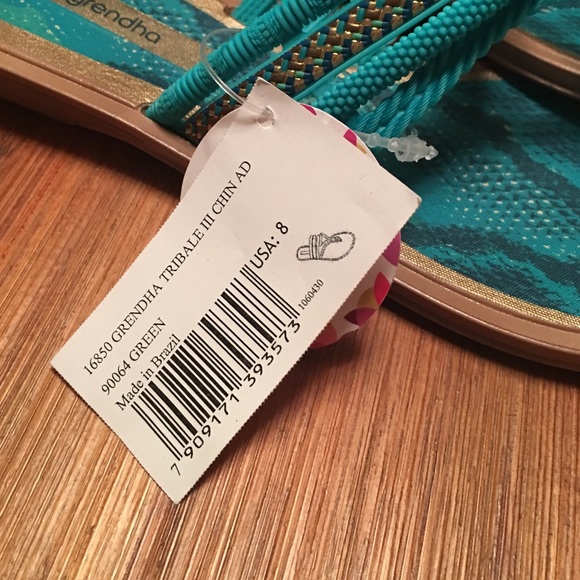 grendha
16850 GRENDHA TRIBALE III CHIN AD
90064 GREEN
USA: 8
Made in Brazil
7 909171 393573
1060430